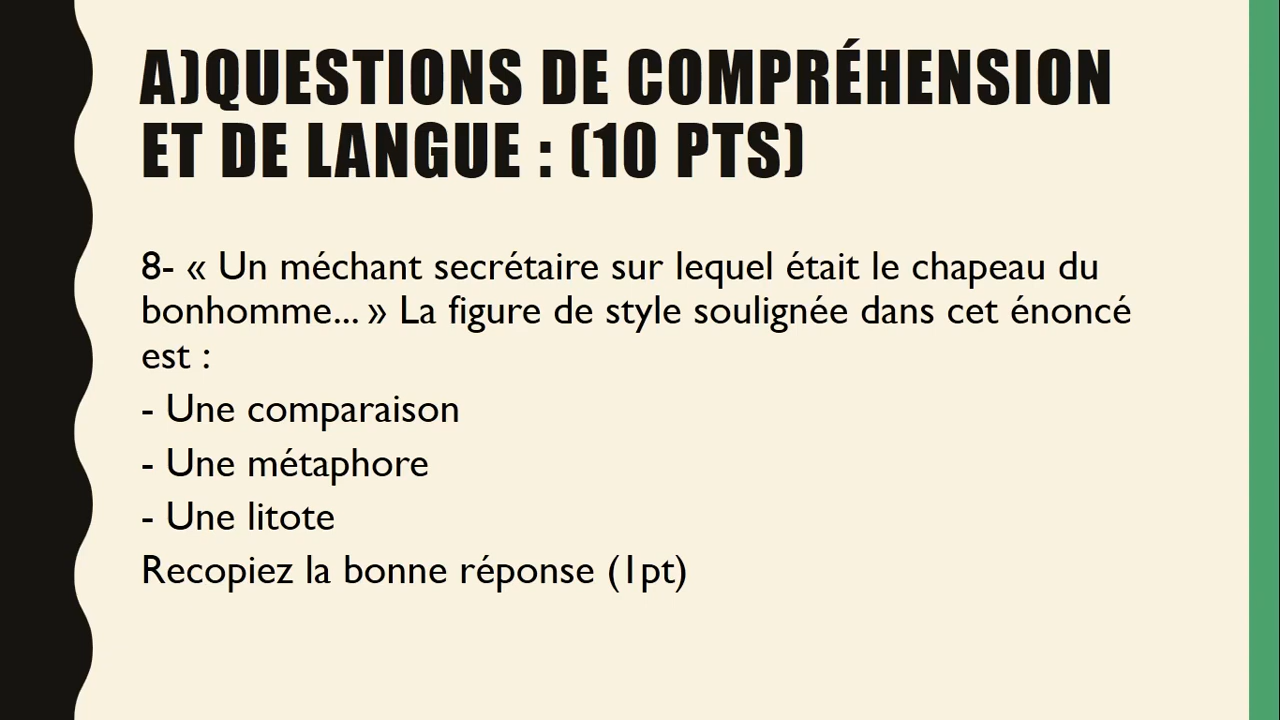 A)QUESTIONS DE COMPRÉHENSION
ET DE LANGUE : (10 PTS)
8- « Un méchant secrétaire sur lequel était le chapeau du
bonhomme... » La figure de style soulignée dans cet énoncé
est :
- Une comparaison
- Une métaphore
- Une litote
Recopiez la bonne réponse (1pt)